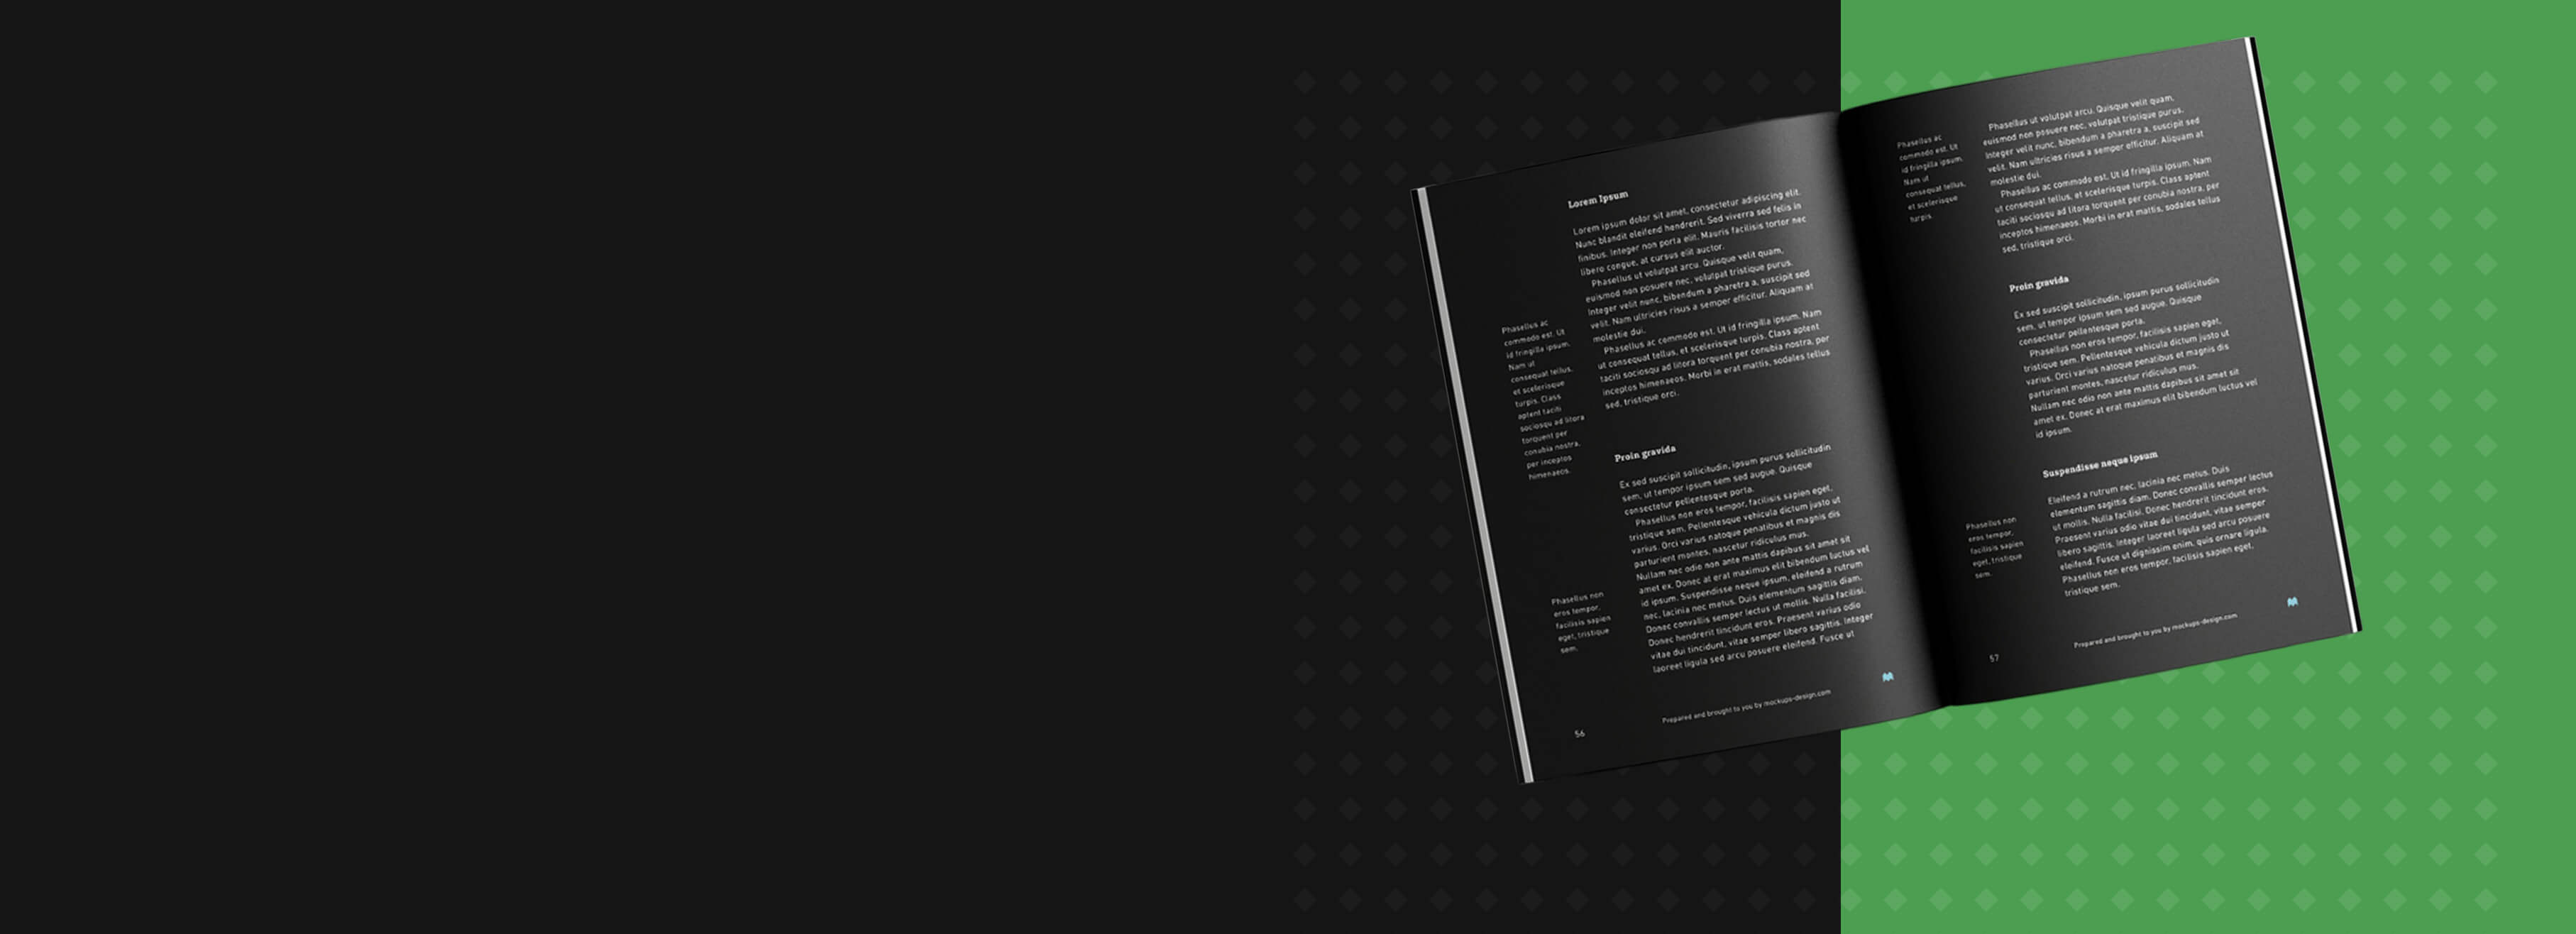 Lorem Ipsum
Lorem ipsum dolor sit amet, consectetur adipiscing elit.
Nunc blandit eleifend hendrerit. Sed viverra sed felis in
finibus. Integer non porta elit. Mauris facilisis tortor nec
libero congue, at cursus elit auctor.
Phasellus ut volutpat arcu. Quisque velit quam,
euismod non posuere nec, volutpat tristique purus.
Integer velit nunc, bibendum a pharetra a, suscipit sed
velit. Nam ultricies risus a semper efficitur. Aliquam at
molestie dui.
Phasellus ac commodo est. Ut id fringilla ipsum. Nam
ut consequat tellus, et scelerisque turpis. Class aptent
taciti sociosqu ad litora torquent per conubia nostra, per
inceptos himenaeos. Morbi in erat mattis, sodales tellus
sed, tristique orci.
Phasellus ac
commodo est. Ut
id fringilla ipsum.
Nam ut
consequat tellus,
et scelerisque
turpis. Class
aptent taciti
sociosqu ad litora
torquent per
conubia nostra,
per inceptos
himenaeos.
Proin gravida
Ex sed suscipit sollicitudin, ipsum purus sollicitudin
sem, ut tempor ipsum sem sed augue. Quisque
consectetur pellentesque porta.
Phasellus non eros tempor, facilisis sapien eget,
tristique sem. Pellentesque vehicula dictum justo ut
varius. Orci varius natoque penatibus et magnis dis
parturient montes, nascetur ridiculus mus.
Nullam nec odio non ante mattis dapibus sit amet sit
amet ex. Donec at erat maximus elit bibendum luctus vel
id ipsum. Suspendisse neque ipsum, eleifend a rutrum
nec, lacinia nec metus. Duis elementum sagittis diam.
Donec convallis semper lectus ut mollis. Nulla facilisi.
Donec hendrerit tincidunt eros. Praesent varius odio
vitae dui tincidunt, vitae semper libero sagittis. Integer
laoreet ligula sed arcu posuere eleifend. Fusce ut
Phasellus non
eros tempor,
facilisis sapien
eget, tristique
sem.
56
Prepared and brought to you by mockups-design.com
Phasellus ac
commodo est. Ut
id fringilla ipsum.
Nam ut
consequat tellus,
et scelerisque
turpis.
Phasellus ut volutpat arcu. Quisque velit quam,
euismod non posuere nec, volutpat tristique purus.
Integer velit nunc, bibendum a pharetra a, suscipit sed
velit. Nam ultricies risus a semper efficitur. Aliquam at
molestie dui.
Phasellus ac commodo est. Ut id fringilla ipsum. Nam
ut consequat tellus, et scelerisque turpis. Class aptent
taciti sociosqu ad litora torquent per conubia nostra, per
inceptos himenaeos. Morbi in erat mattis, sodales tellus
sed, tristique orci.
Proin gravida
Ex sed suscipit sollicitudin, ipsum purus sollicitudin
sem, ut tempor ipsum sem sed augue. Quisque
consectetur pellentesque porta.
Phasellus non eros tempor, facilisis sapien eget,
tristique sem. Pellentesque vehicula dictum justo ut
varius. Orci varius natoque penatibus et magnis dis
parturient montes, nascetur ridiculus mus.
Nullam nec odio non ante mattis dapibus sit amet sit
amet ex. Donec at erat maximus elit bibendum luctus vel
id ipsum.
Suspendisse neque ipsum
Eleifend a rutrum nec, lacinia nec metus. Duis
elementum sagittis diam. Donec convallis semper lectus
ut mollis. Nulla facilisi. Donec hendrerit tincidunt eros.
Praesent varius odio vitae dui tincidunt, vitae semper
libero sagittis. Integer laoreet ligula sed arcu posuere
eleifend. Fusce ut dignissim enim, quis ornare ligula.
Phasellus non eros tempor, facilisis sapien eget,
tristique sem.
Phasellus non
eros tempor,
facilisis sapien
eget, tristique
sem.
57
Prepared and brought to you by mockups-design.com